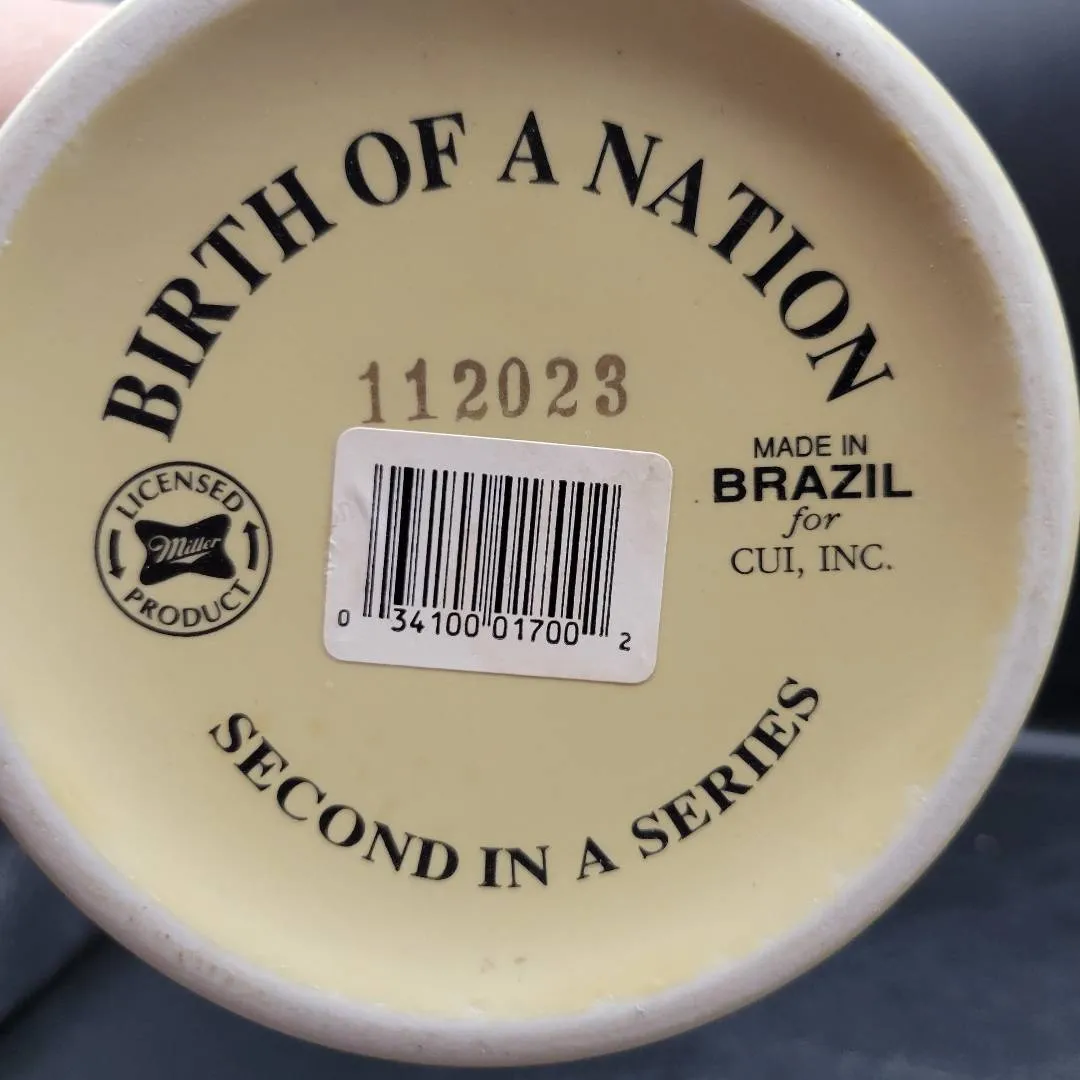 BIRTH OF A NATION
112023
LICENSED
Miller
PRODUCT
MADE IN
BRAZIL
for
CUI, INC.
0 34100 01700 2
SECOND IN A SERIES